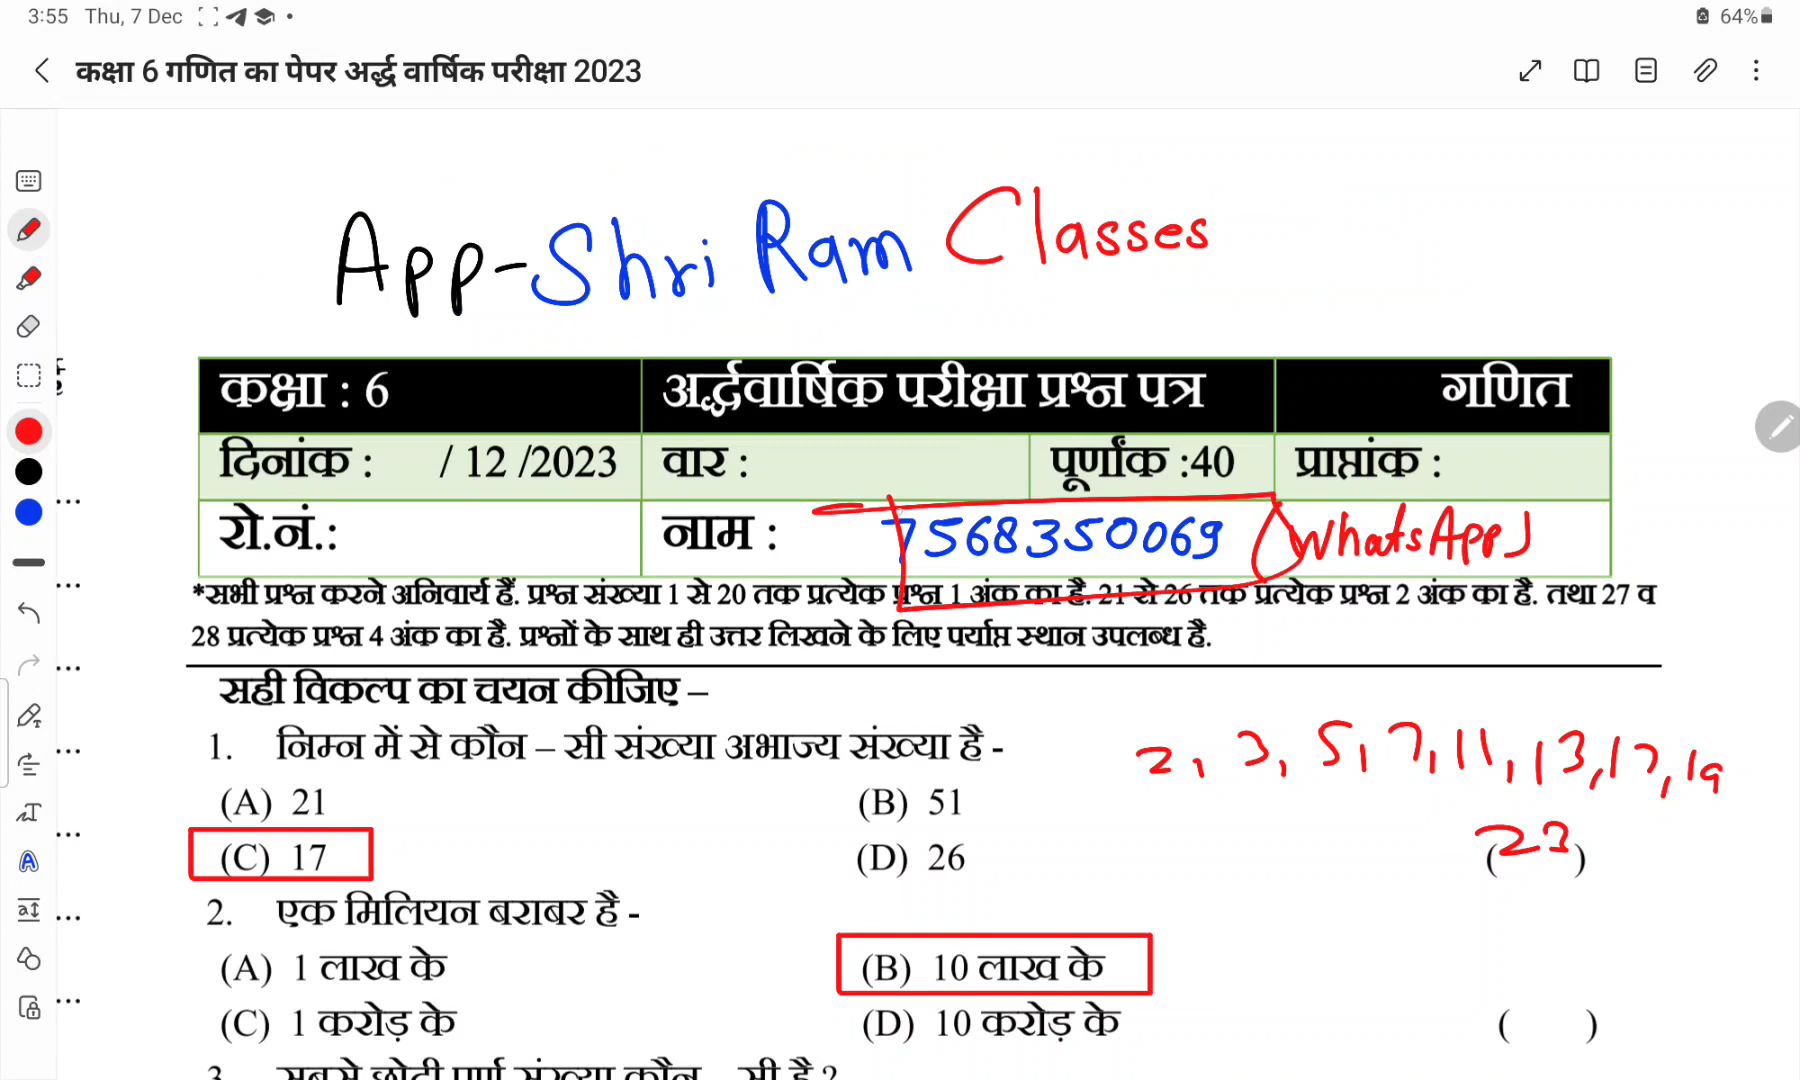 3:55 Thu, 7 Dec 64%
कक्षा 6 गणित का पेपर अर्द्ध वार्षिक परीक्षा 2023
App-Shri Ram Classes
कक्षा : 6 अर्द्धवार्षिक परीक्षा प्रश्न पत्र गणित
दिनांक : / 12 /2023 वार : पूर्णांक :40 प्राप्तांक :
रो.नं.: नाम : 7568350069 (WhatsApp)
*सभी प्रश्न करने अनिवार्य हैं. प्रश्न संख्या 1 से 20 तक प्रत्येक प्रश्न 1 अंक का है. 21 से 26 तक प्रत्येक प्रश्न 2 अंक का है. तथा 27 व
28 प्रत्येक प्रश्न 4 अंक का है. प्रश्नों के साथ ही उत्तर लिखने के लिए पर्याप्त स्थान उपलब्ध है.
सही विकल्प का चयन कीजिए –
1. निम्न में से कौन – सी संख्या अभाज्य संख्या है - 2, 3, 5, 7, 11, 13, 17, 19
(A) 21 (B) 51
(C) 17 (D) 26 ( 23 )
2. एक मिलियन बराबर है -
(A) 1 लाख के (B) 10 लाख के
(C) 1 करोड़ के (D) 10 करोड़ के ( )
3. सबसे छोटी पूर्ण संख्या कौन – सी है ?